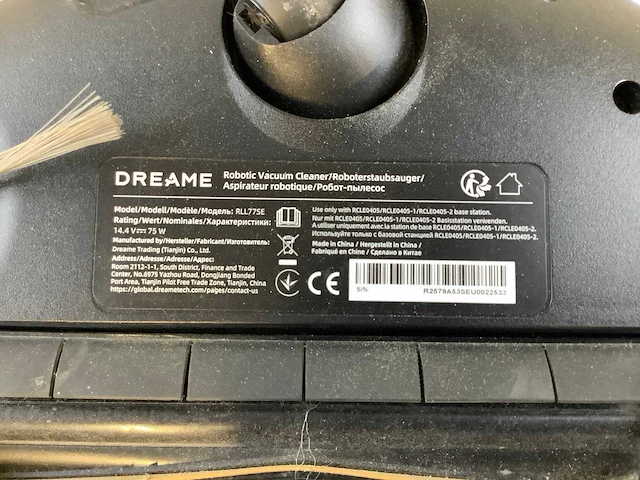 DREAME
Robotic Vacuum Cleaner/Roboterstaubsauger/
Aspirateur robotique/Робот-пылесос
Model/Modell/Modèle/Модель: RLL77SE
Rating/Wert/Nominales/Характеристики:
14.4 V⎓ 75 W
Manufactured by/Hersteller/Fabricant/Изготовитель:
Dreame Trading (Tianjin) Co., Ltd.
Address/Adresse/Adresse/Адрес:
Room 2112-1-1, South District, Finance and Trade
Center, No.6975 Yazhou Road, Dongjiang Bonded
Port Area, Tianjin Pilot Free Trade Zone, Tianjin, China
https://global.dreametech.com/pages/contact-us
Use only with RCLE0405/RCLE0405-1/RCLE0405-2 base station.
Nur mit RCLE0405/RCLE0405-1/RCLE0405-2 Basisstation verwenden.
A utiliser uniquement avec la station de base RCLE0405/RCLE0405-1/RCLE0405-2.
Используйте только с базовой станцией RCLE0405/RCLE0405-1/RCLE0405-2.
Made in China / Hergestellt in China /
Fabriqué en Chine / Сделано в Китае
CE
S/N
R2579A53SEU0022533